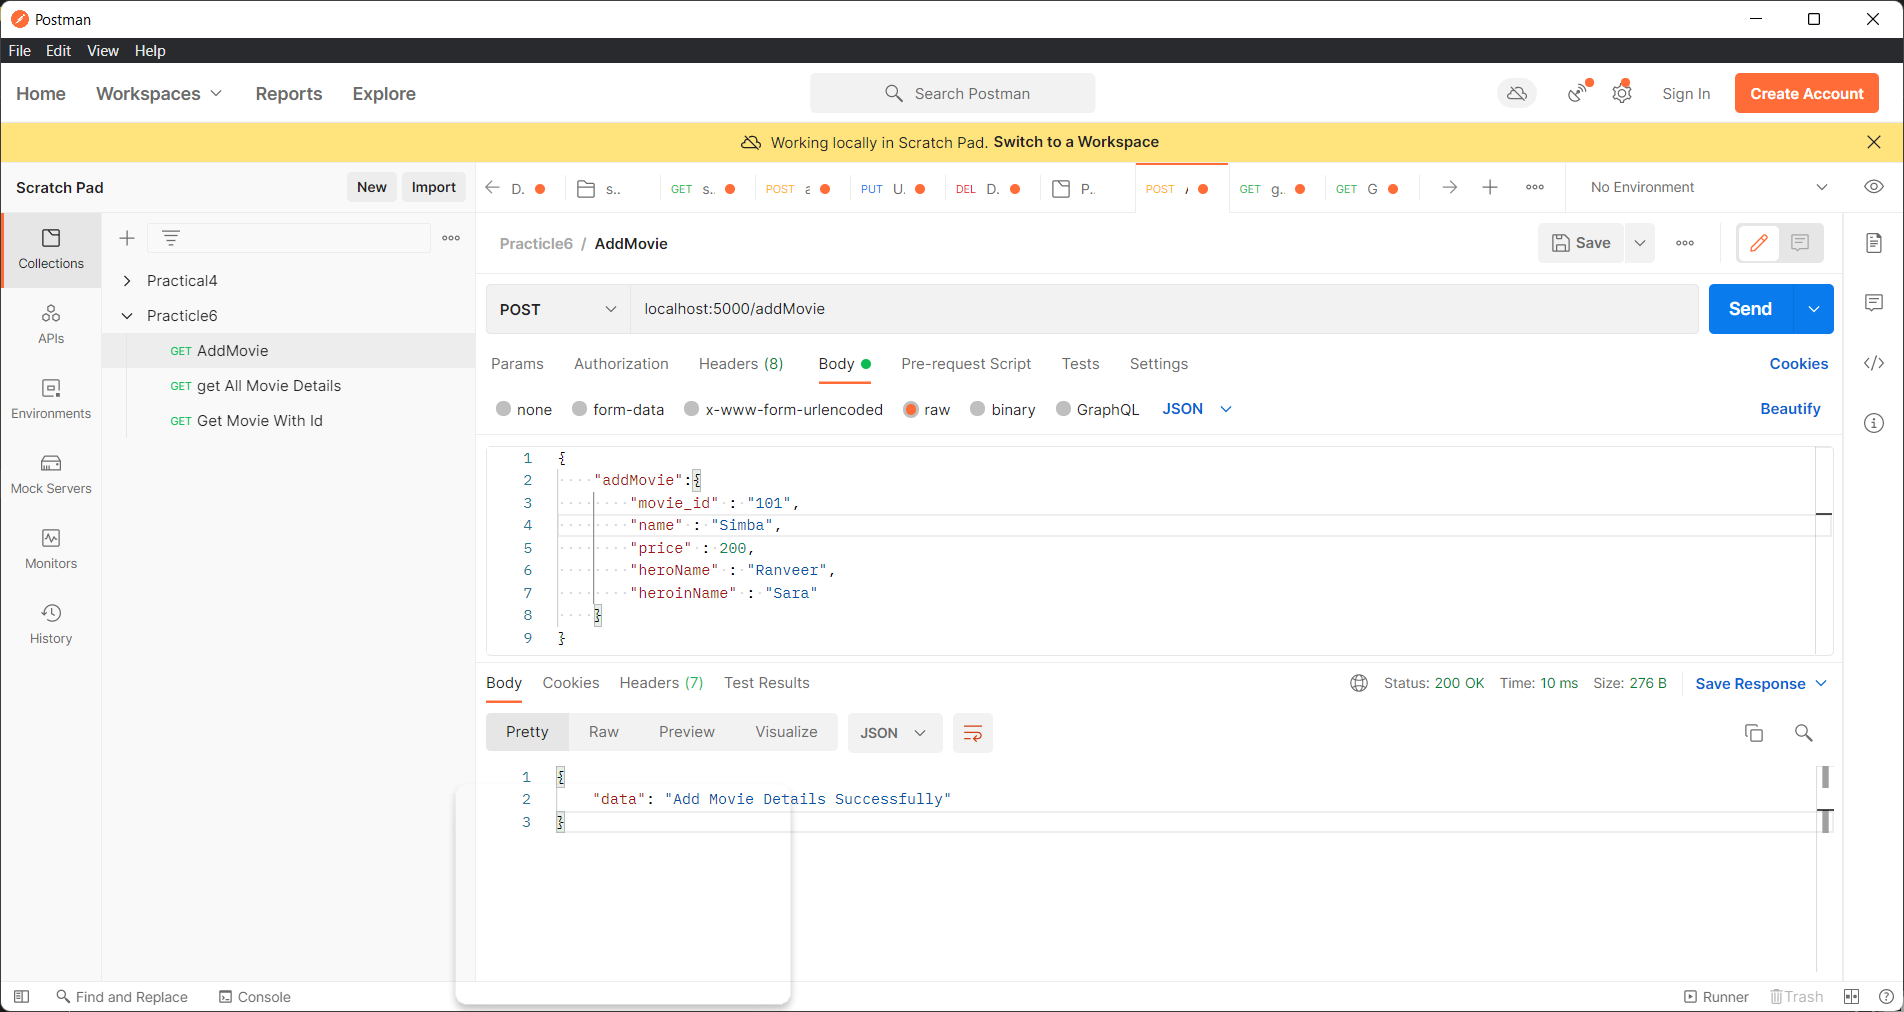 Postman
File Edit View Help
Home Workspaces Reports Explore Search Postman Sign In Create Account
Working locally in Scratch Pad. Switch to a Workspace
Scratch Pad New Import D. s.. GET s.. POST a PUT U. DEL D. P.. POST GET g. GET G No Environment
Collections
APIs
Environments
Mock Servers
Monitors
History
Practical4
Practicle6
GET AddMovie
GET get All Movie Details
GET Get Movie With Id
Practicle6 / AddMovie Save
POST localhost:5000/addMovie Send
Params Authorization Headers (8) Body Pre-request Script Tests Settings Cookies
none form-data x-www-form-urlencoded raw binary GraphQL JSON Beautify
1 {
2 "addMovie":{
3 "movie_id" : "101",
4 "name" : "Simba",
5 "price" : 200,
6 "heroName" : "Ranveer",
7 "heroinName" : "Sara"
8 }
9 }
Body Cookies Headers (7) Test Results Status: 200 OK Time: 10 ms Size: 276 B Save Response
Pretty Raw Preview Visualize JSON
1 {
2 "data": "Add Movie Details Successfully"
3 }
Find and Replace Console Runner Trash